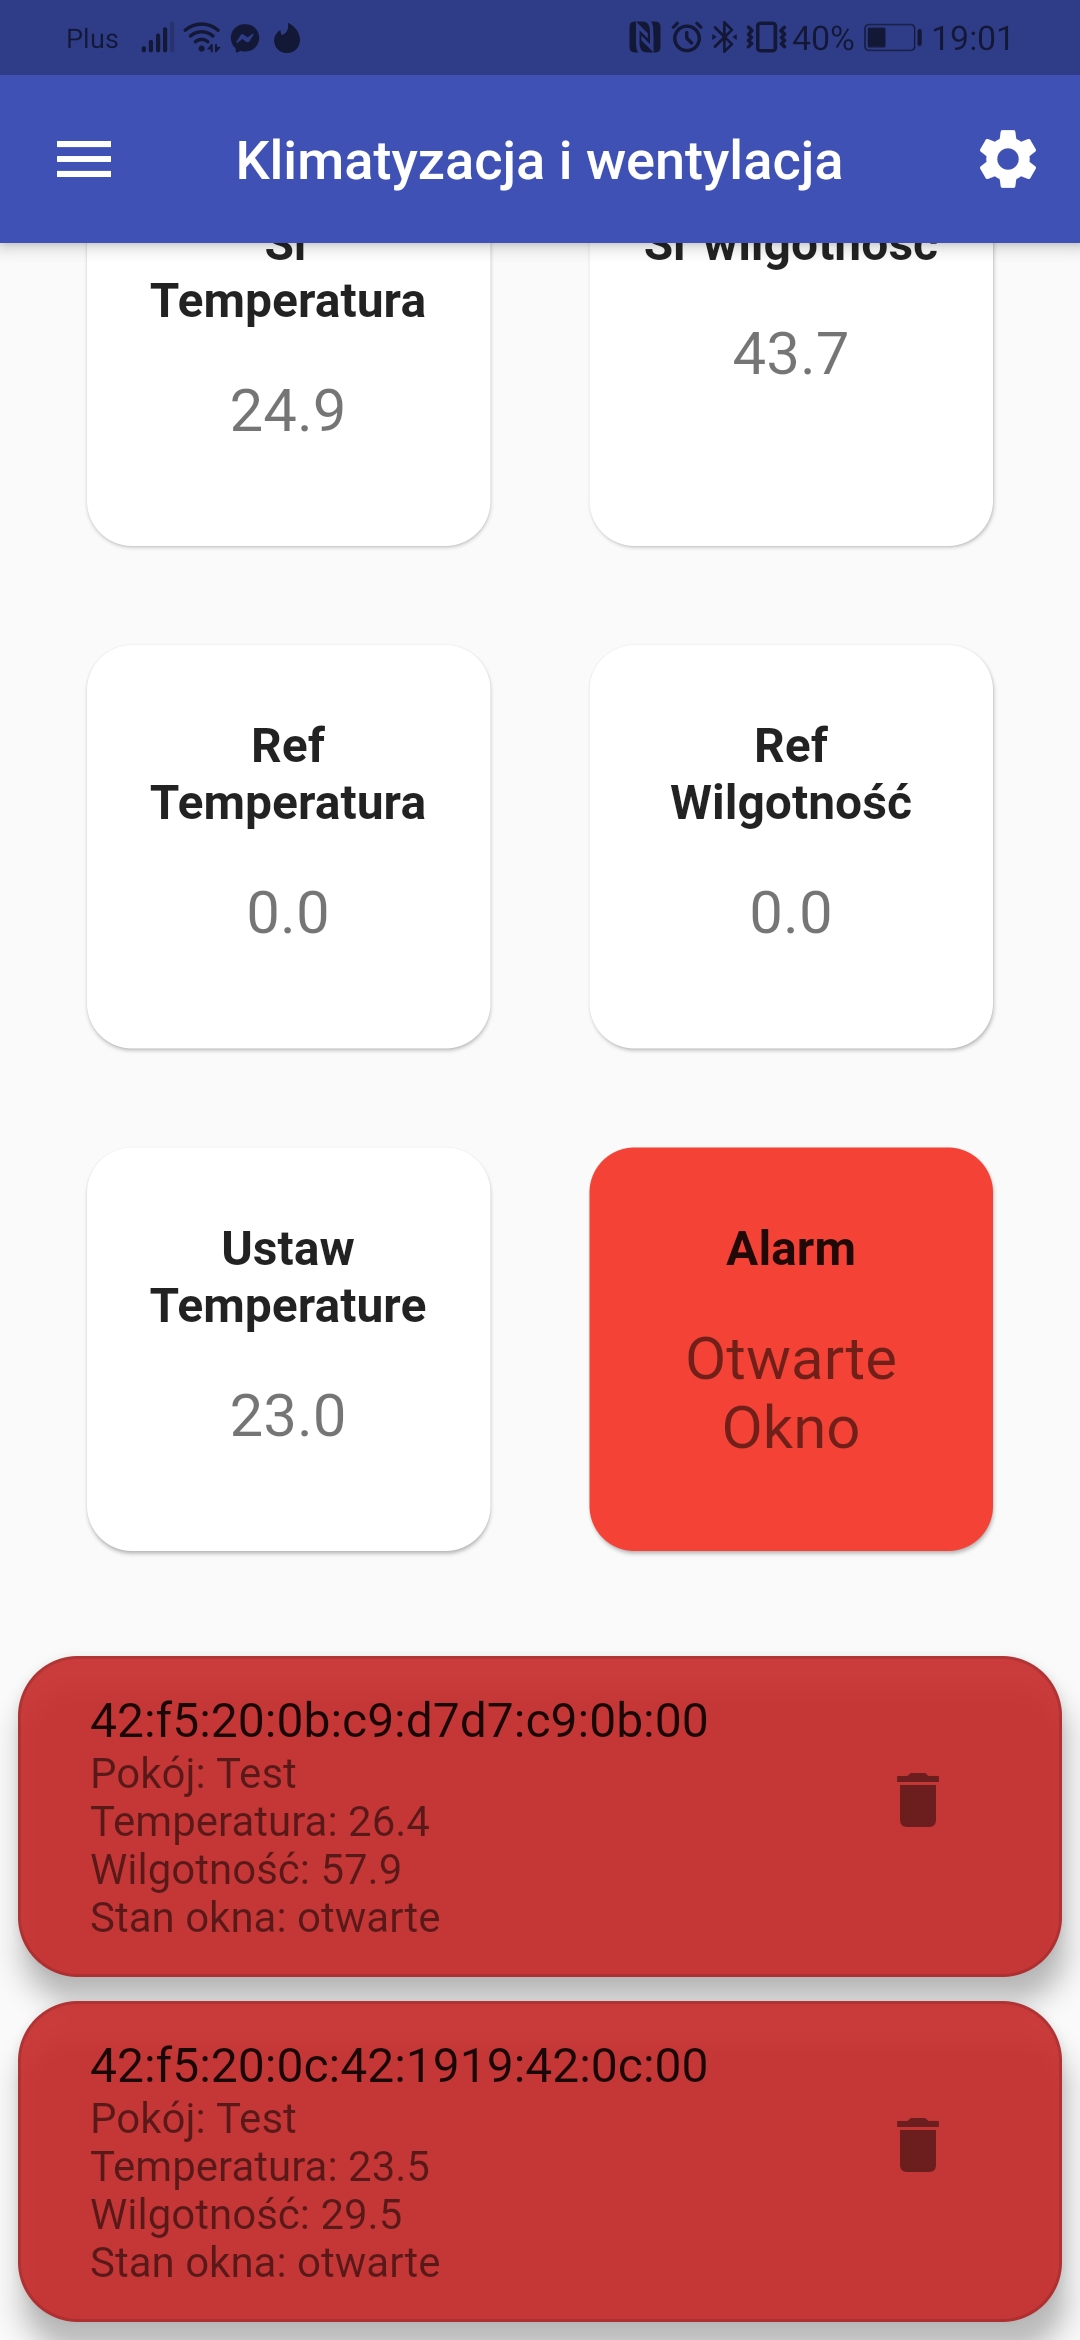 Plus 40% 19:01
Klimatyzacja i wentylacja
Śr
Temperatura
24.9
Śr Wilgotność
43.7
Ref
Temperatura
0.0
Ref
Wilgotność
0.0
Ustaw
Temperature
23.0
Alarm
Otwarte
Okno
42:f5:20:0b:c9:d7d7:c9:0b:00
Pokój: Test
Temperatura: 26.4
Wilgotność: 57.9
Stan okna: otwarte
42:f5:20:0c:42:1919:42:0c:00
Pokój: Test
Temperatura: 23.5
Wilgotność: 29.5
Stan okna: otwarte